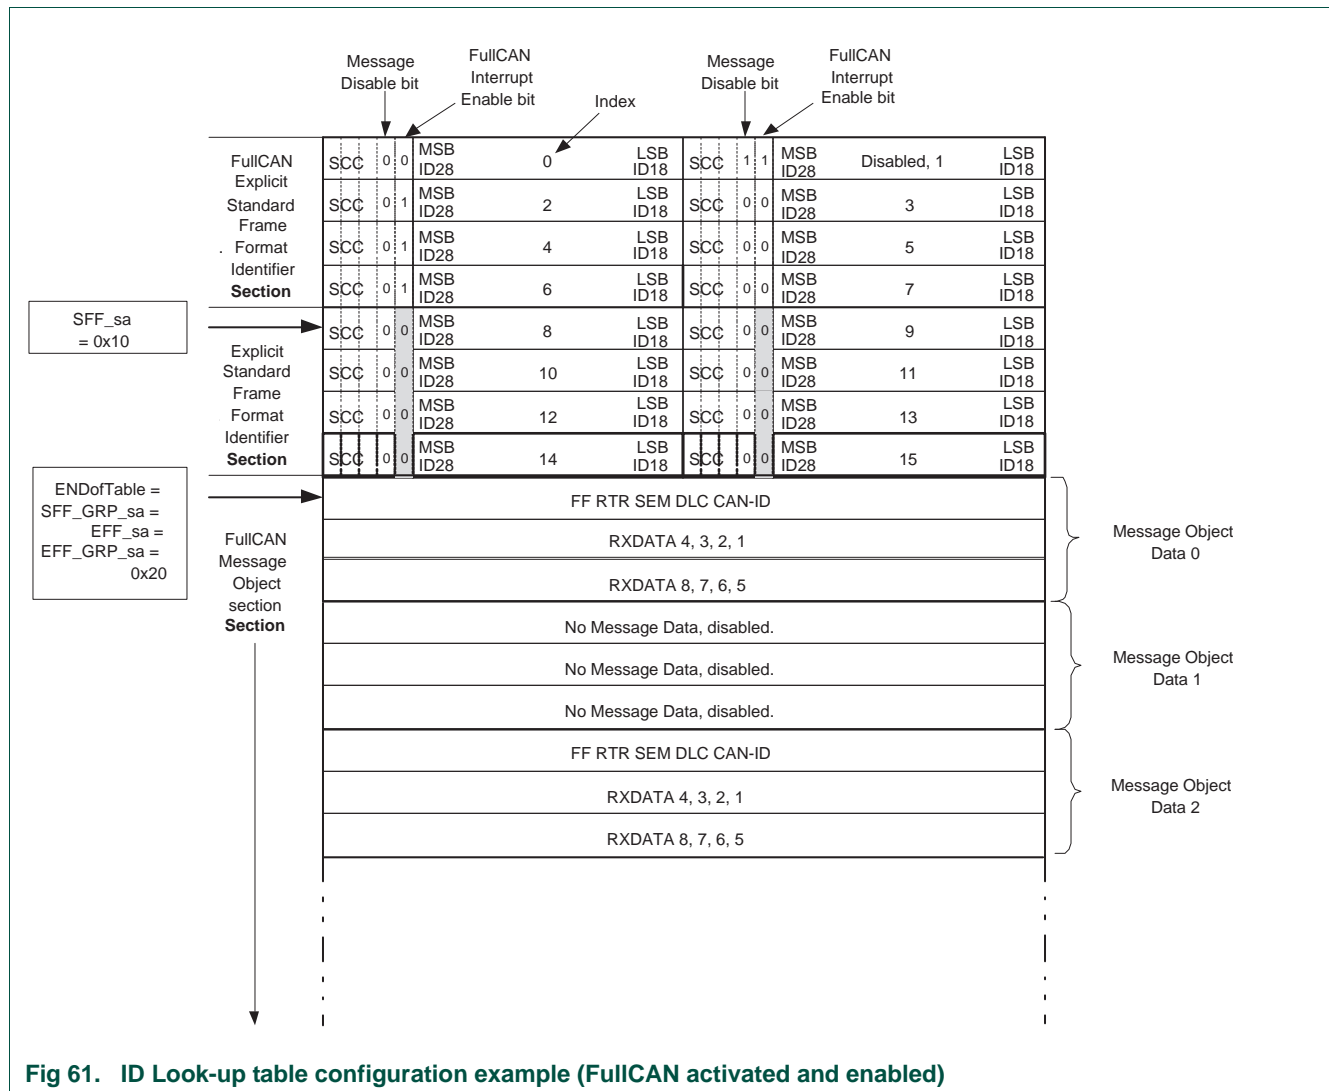 Message
Disable bit
FullCAN
Interrupt
Enable bit
Index
Message
Disable bit
FullCAN
Interrupt
Enable bit
FullCAN
Explicit
Standard
Frame
. Format
Identifier
Section
SCC 0 0 MSB ID28 0 LSB ID18 SCC 1 1 MSB ID28 Disabled, 1 LSB ID18
SCC 0 1 MSB ID28 2 LSB ID18 SCC 0 0 MSB ID28 3 LSB ID18
SCC 0 1 MSB ID28 4 LSB ID18 SCC 0 0 MSB ID28 5 LSB ID18
SCC 0 1 MSB ID28 6 LSB ID18 SCC 0 0 MSB ID28 7 LSB ID18
SFF_sa
= 0x10
Explicit
Standard
Frame
Format
Identifier
Section
SCC 0 0 MSB ID28 8 LSB ID18 SCC 0 0 MSB ID28 9 LSB ID18
SCC 0 0 MSB ID28 10 LSB ID18 SCC 0 0 MSB ID28 11 LSB ID18
SCC 0 0 MSB ID28 12 LSB ID18 SCC 0 0 MSB ID28 13 LSB ID18
SCC 0 0 MSB ID28 14 LSB ID18 SCC 0 0 MSB ID28 15 LSB ID18
ENDofTable =
SFF_GRP_sa =
EFF_sa =
EFF_GRP_sa =
0x20
FullCAN
Message
Object
section
Section
FF RTR SEM DLC CAN-ID
RXDATA 4, 3, 2, 1
RXDATA 8, 7, 6, 5
Message Object
Data 0
No Message Data, disabled.
No Message Data, disabled.
No Message Data, disabled.
Message Object
Data 1
FF RTR SEM DLC CAN-ID
RXDATA 4, 3, 2, 1
RXDATA 8, 7, 6, 5
Message Object
Data 2
Fig 61. ID Look-up table configuration example (FullCAN activated and enabled)